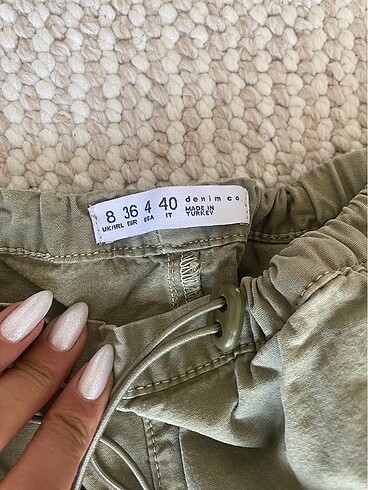 8 36 4 40 denim co.
UK/IRL EUR USA IT MADE IN
TURKEY